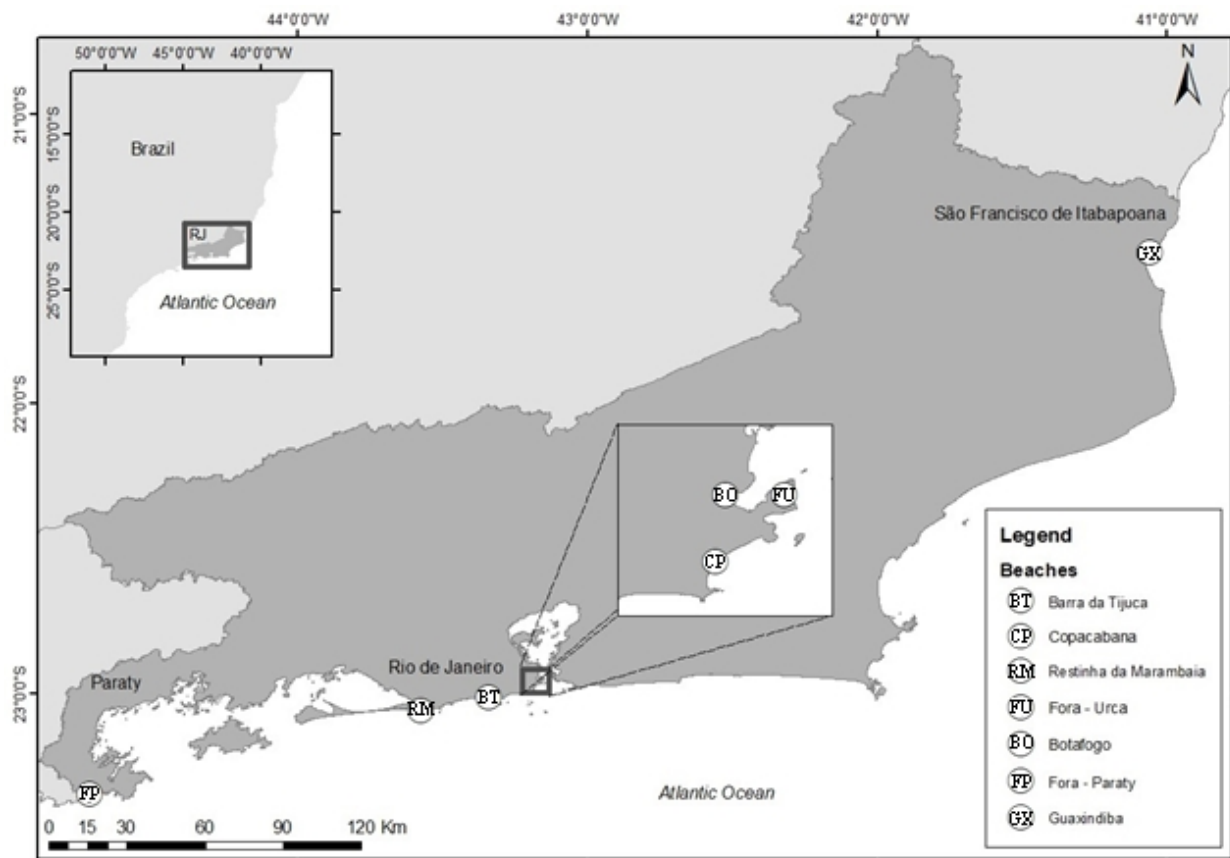 44°0'0"W 43°0'0"W 42°0'0"W 41°0'0"W
50°0'0"W 45°0'0"W 40°0'0"W
N
21°0'0"S
15°0'0"S
Brazil
20°0'0"S
RJ
25°0'0"S
Atlantic Ocean
São Francisco de Itabapoana
GX
22°0'0"S
BO FU
CP
Legend
Beaches
BT Barra da Tijuca
CP Copacabana
RM Restinha da Marambaia
FU Fora - Urca
BO Botafogo
FP Fora - Paraty
GX Guaxindiba
Rio de Janeiro
Paraty
23°0'0"S
BT
RM
FP
Atlantic Ocean
0 15 30 60 90 120 Km